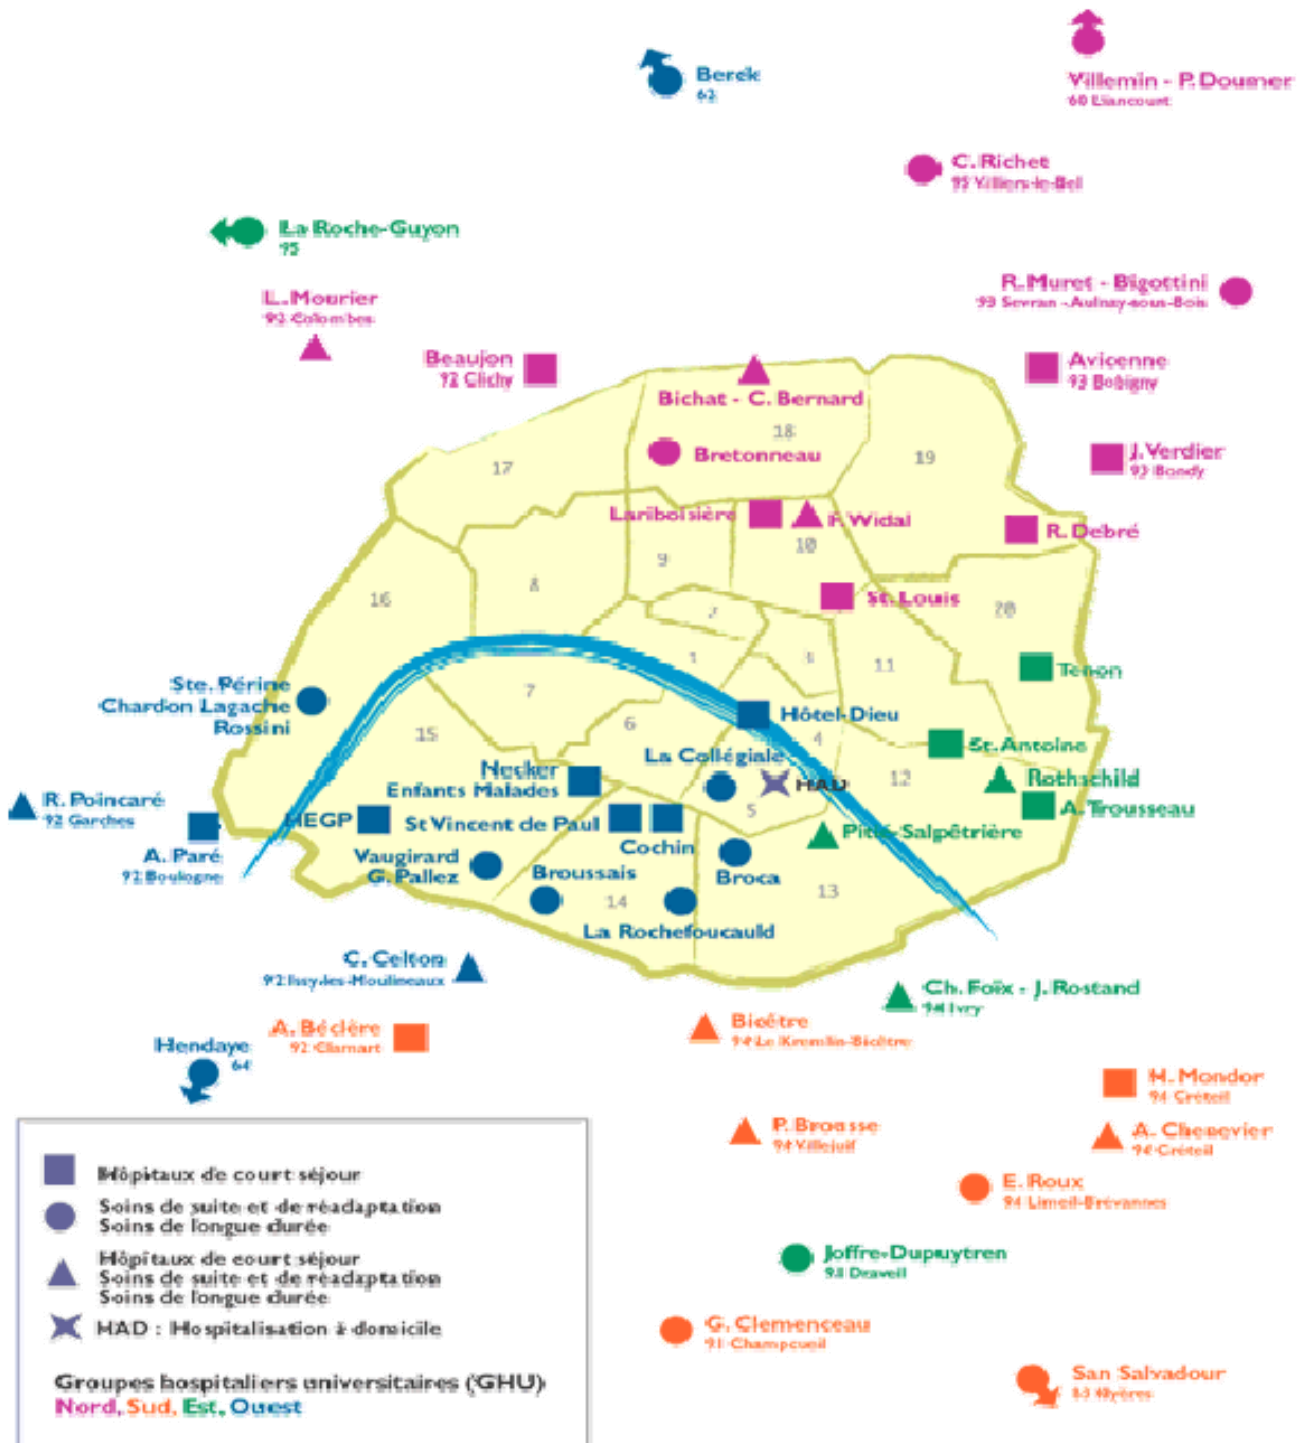 Berck
62
Villemin - P. Doumer
60 Liancourt
C. Richet
95 Villiers-le-Bel
La Roche-Guyon
95
R. Muret - Bigottini
93 Sevran - Aulnay-sous-Bois
L. Mourier
92 Colombes
Beaujon
92 Clichy
Avicenne
93 Bobigny
Bichat - C. Bernard
18
Bretonneau
17
19
J. Verdier
93 Bondy
Lariboisière
F. Widal
R. Debré
10
9
8
16
St. Louis
20
2
1
3
11
Tenon
7
Ste. Périne
Chardon Lagache
Rossini
6
Hôtel-Dieu
15
4
St. Antoine
La Collégiale
Necker
Enfants Malades
HAD
12
Rothschild
R. Poincaré
92 Garches
5
A. Trousseau
HEGP
St Vincent de Paul
Cochin
Pitié-Salpêtrière
A. Paré
92 Boulogne
Vaugirard
G. Pallez
Broussais
Broca
14
13
La Rochefoucauld
C. Celton
92 Issy-les-Moulineaux
Ch. Foix - J. Rostand
94 Ivry
A. Béclère
92 Clamart
Bicêtre
94 Le Kremlin-Bicêtre
Hendaye
64
H. Mondor
94 Créteil
P. Brousse
94 Villejuif
A. Chenevier
94 Créteil
E. Roux
94 Limeil-Brévannes
Joffre-Dupuytren
91 Draveil
G. Clemenceau
91 Champcueil
San Salvadour
83 Hyères
Hôpitaux de court séjour
Soins de suite et de réadaptation
Soins de longue durée
Hôpitaux de court séjour
Soins de suite et de réadaptation
Soins de longue durée
HAD : Hospitalisation à domicile
Groupes hospitaliers universitaires (GHU)
Nord, Sud, Est, Ouest